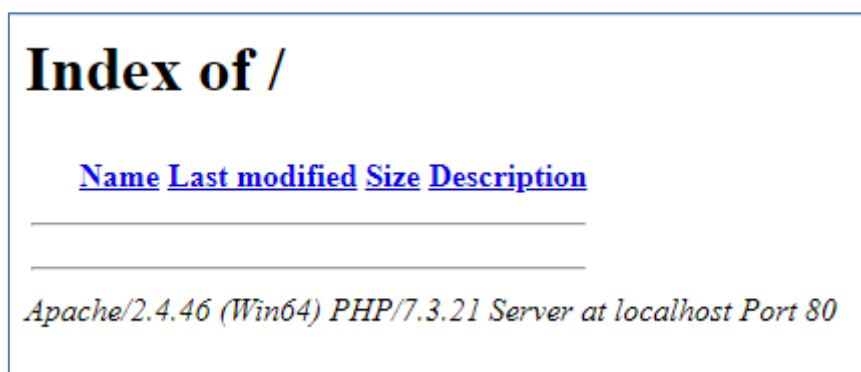 Index of /
Name Last modified Size Description
Apache/2.4.46 (Win64) PHP/7.3.21 Server at localhost Port 80